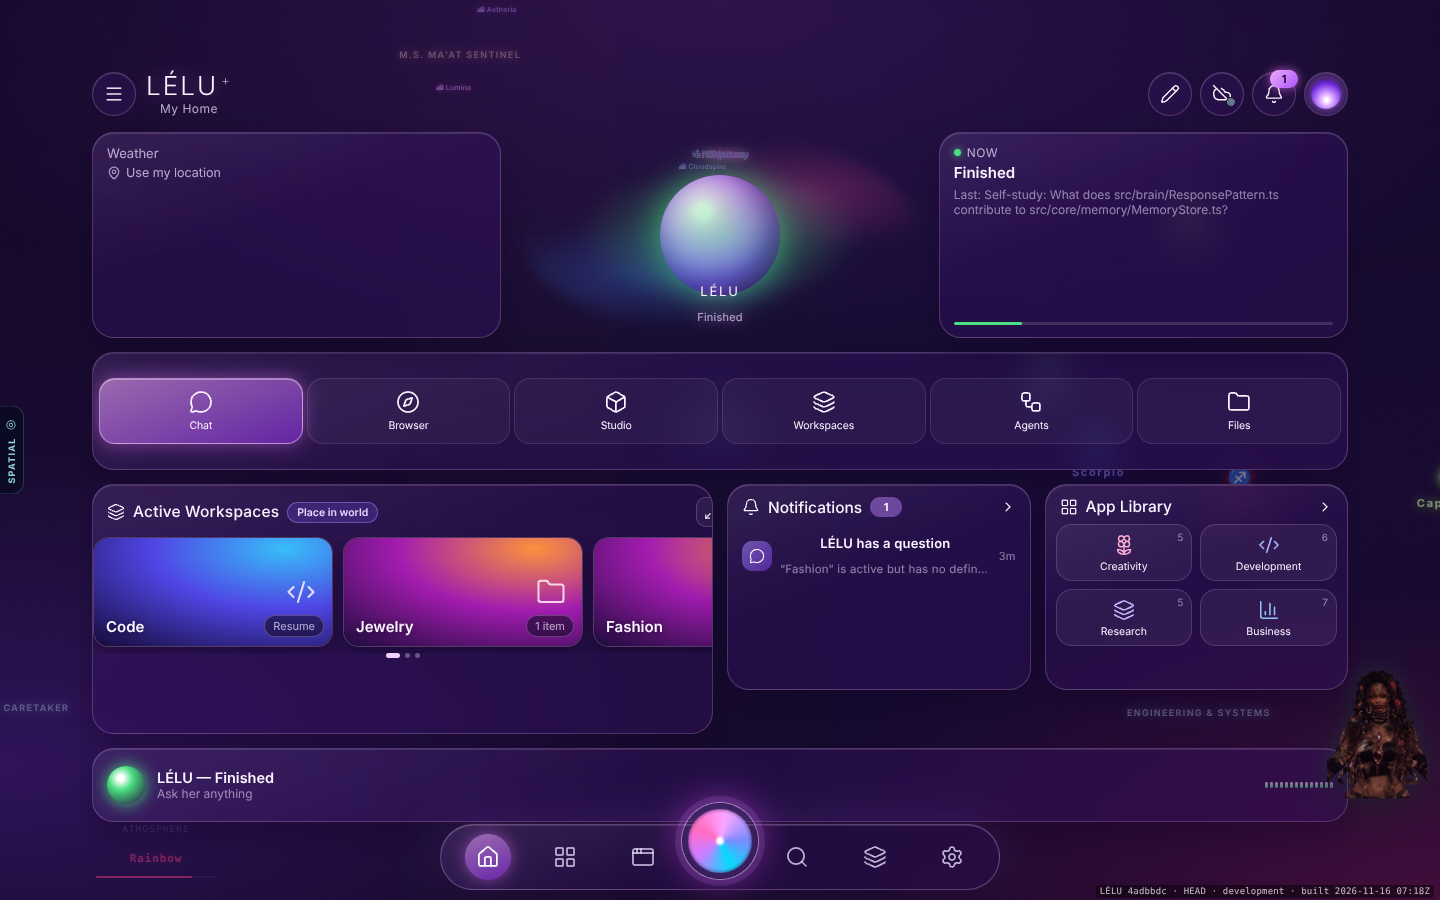 Aetheria
M.S. MA'AT SENTINEL
Lumina
LÉLU +
My Home
1
Weather
Use my location
Cloudspire
LÉLU
Finished
NOW
Finished
Last: Self-study: What does src/brain/ResponsePattern.ts
contribute to src/core/memory/MemoryStore.ts?
SPATIAL
Chat
Browser
Studio
Workspaces
Agents
Files
Scorpio
Cap
Active Workspaces
Place in world
Code
Resume
Jewelry
1 item
Fashion
Notifications
1
LÉLU has a question
3m
“Fashion” is active but has no defin...
App Library
5
Creativity
6
Development
5
Research
7
Business
CARETAKER
ENGINEERING & SYSTEMS
LÉLU — Finished
Ask her anything
ATMOSPHERE
Rainbow
LÉLU 4adbbdc · HEAD · development · built 2026-11-16 07:18Z